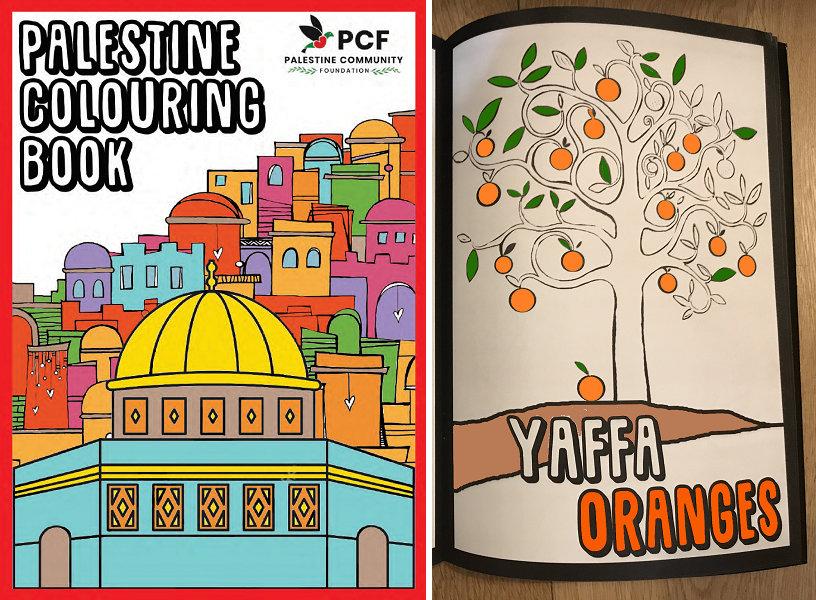 PALESTINE
COLOURING
BOOK
PCF
PALESTINE COMMUNITY
FOUNDATION
YAFFA
ORANGES